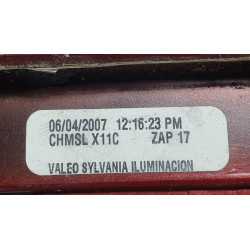 06/04/2007 12:16:23 PM
CHMSL X11C ZAP 17
VALEO SYLVANIA ILUMINACION